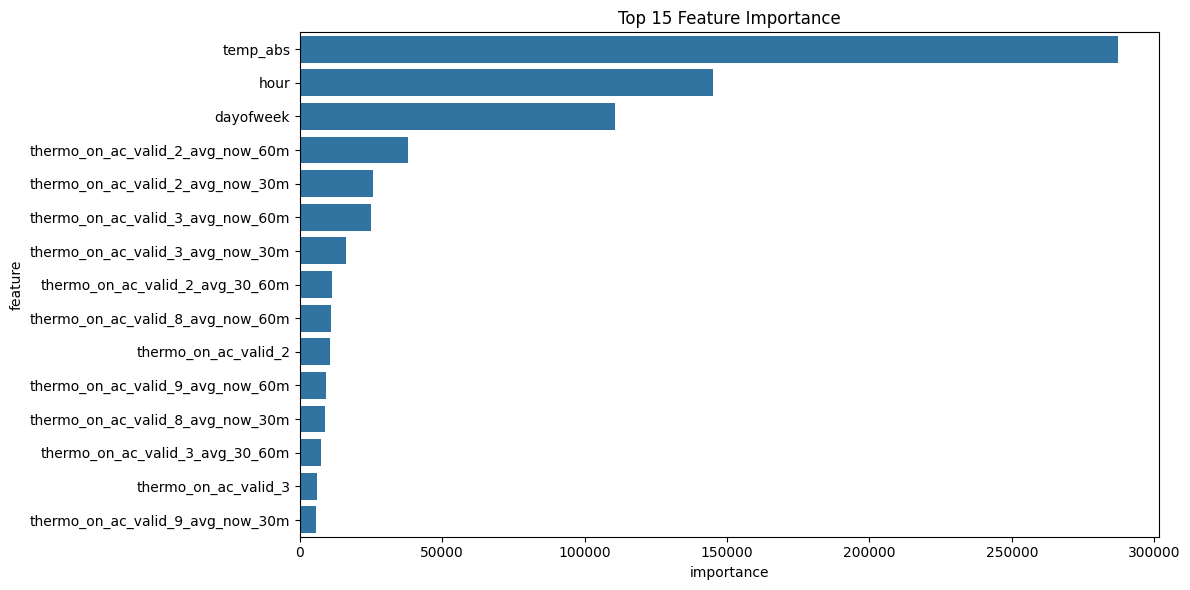 Top 15 Feature Importance
feature
temp_abs
hour
dayofweek
thermo_on_ac_valid_2_avg_now_60m
thermo_on_ac_valid_2_avg_now_30m
thermo_on_ac_valid_3_avg_now_60m
thermo_on_ac_valid_3_avg_now_30m
thermo_on_ac_valid_2_avg_30_60m
thermo_on_ac_valid_8_avg_now_60m
thermo_on_ac_valid_2
thermo_on_ac_valid_9_avg_now_60m
thermo_on_ac_valid_8_avg_now_30m
thermo_on_ac_valid_3_avg_30_60m
thermo_on_ac_valid_3
thermo_on_ac_valid_9_avg_now_30m
0 50000 100000 150000 200000 250000 300000
importance